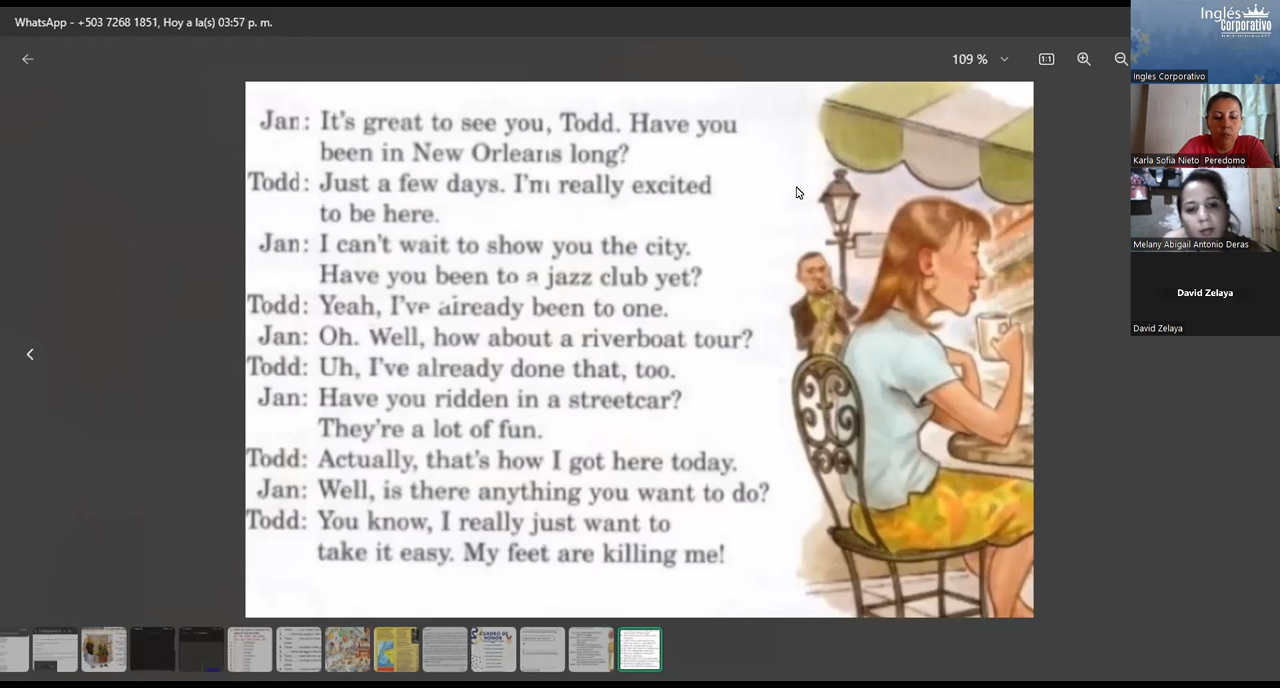 WhatsApp - +503 7268 1851, Hoy a la(s) 03:57 p. m.
109 %
1:1
Jan: It's great to see you, Todd. Have you
been in New Orleans long?
Todd: Just a few days. I'm really excited
to be here.
Jan: I can't wait to show you the city.
Have you been to a jazz club yet?
Todd: Yeah, I've already been to one.
Jan: Oh. Well, how about a riverboat tour?
Todd: Uh, I've already done that, too.
Jan: Have you ridden in a streetcar?
They're a lot of fun.
Todd: Actually, that's how I got here today.
Jan: Well, is there anything you want to do?
Todd: You know, I really just want to
take it easy. My feet are killing me!
CUADRO DE
HONOR
Inglés
Corporativo
Ingles Corporativo
Karla Sofia Nieto Peredomo
Melany Abigail Antonio Deras
David Zelaya
David Zelaya